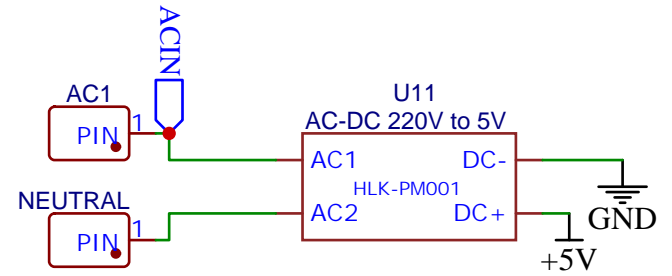 ACIN
AC1
PIN
1
NEUTRAL
PIN
1
U11
AC-DC 220V to 5V
AC1
DC-
HLK-PM001
AC2
DC+
GND
+5V